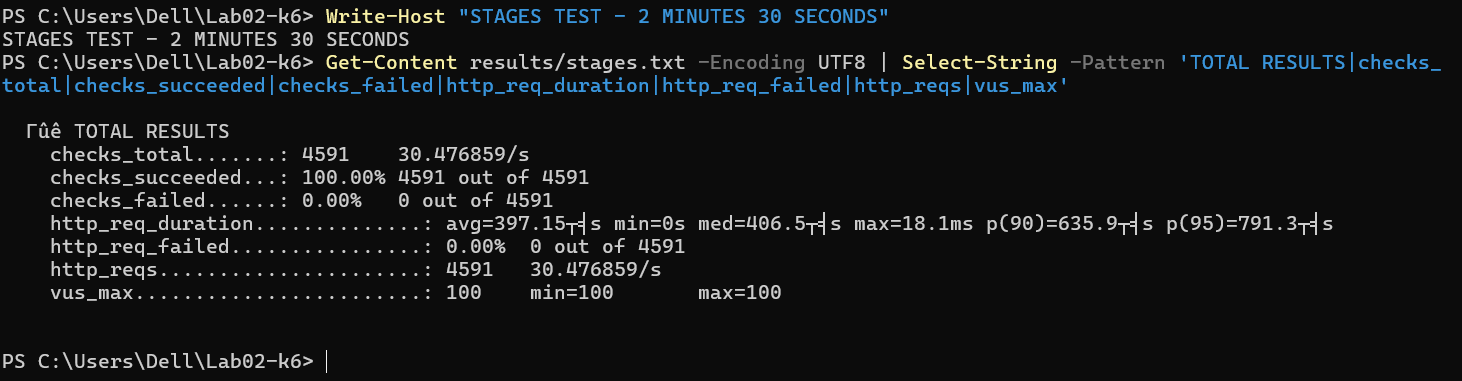 PS C:\Users\Dell\Lab02-k6> Write-Host "STAGES TEST - 2 MINUTES 30 SECONDS"
STAGES TEST - 2 MINUTES 30 SECONDS
PS C:\Users\Dell\Lab02-k6> Get-Content results/stages.txt -Encoding UTF8 | Select-String -Pattern 'TOTAL RESULTS|checks_
total|checks_succeeded|checks_failed|http_req_duration|http_req_failed|http_reqs|vus_max'
Γûê TOTAL RESULTS
checks_total.......: 4591    30.476859/s
checks_succeeded...: 100.00% 4591 out of 4591
checks_failed......: 0.00%   0 out of 4591
http_req_duration..............: avg=397.15┬╡s min=0s med=406.5┬╡s max=18.1ms p(90)=635.9┬╡s p(95)=791.3┬╡s
http_req_failed................: 0.00%  0 out of 4591
http_reqs......................: 4591   30.476859/s
vus_max........................: 100    min=100       max=100
PS C:\Users\Dell\Lab02-k6>